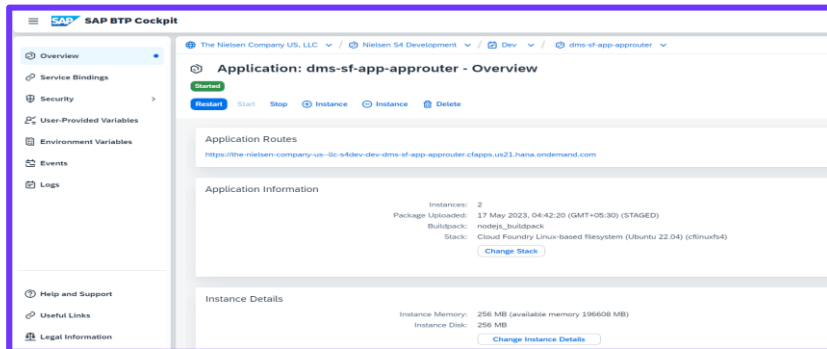 SAP SAP BTP Cockpit
Overview
Service Bindings
Security
User-Provided Variables
Environment Variables
Events
Logs
Help and Support
Useful Links
Legal Information
The Nielsen Company US, LLC / Nielsen S4 Development / Dev / dms-sf-app-approuter
Application: dms-sf-app-approuter - Overview
Started
Restart Start Stop Instance Instance Delete
Application Routes
https://the-nielsen-company-us--llc-s4dev-dev-dms-sf-app-approuter.cfapps.us21.hana.ondemand.com
Application Information
Instances: 2
Package Uploaded: 17 May 2023, 04:42:20 (GMT+05:30) (STAGED)
Buildpack: nodejs_buildpack
Stack: Cloud Foundry Linux-based filesystem (Ubuntu 22.04) (cflinuxfs4)
Change Stack
Instance Details
Instance Memory: 256 MB (available memory 196608 MB)
Instance Disk: 256 MB
Change Instance Details